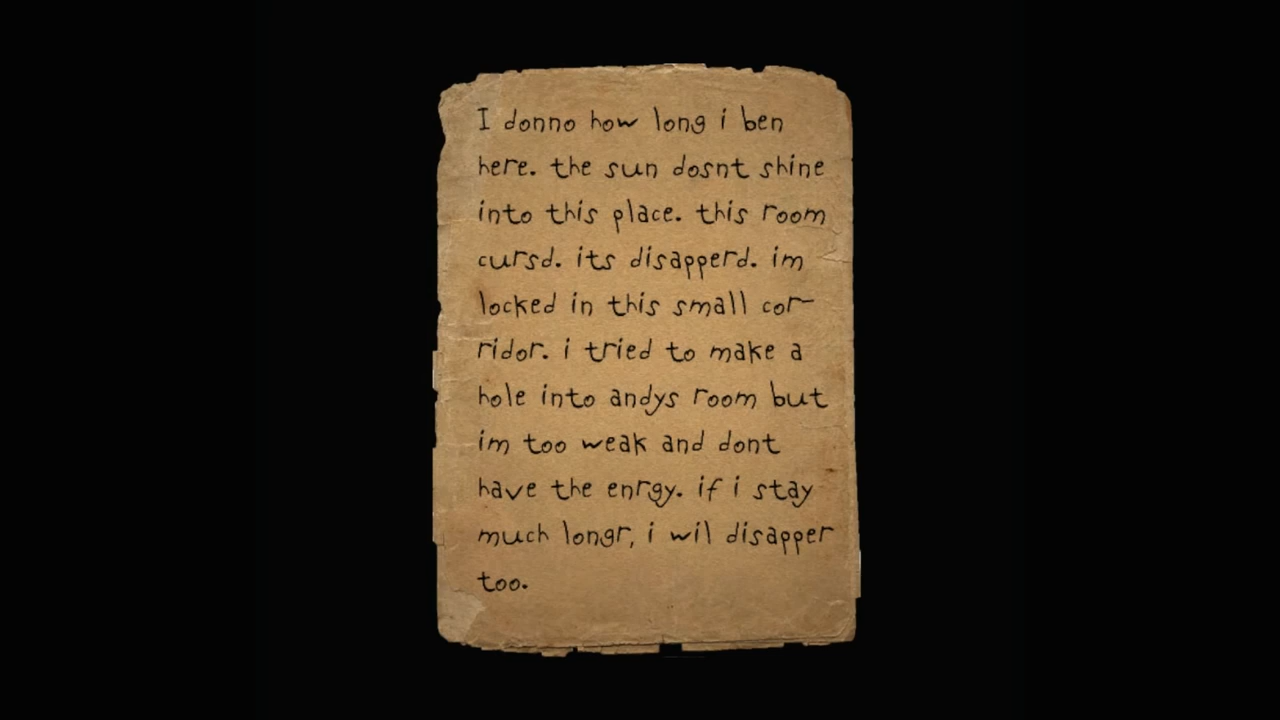 I donno how long i ben
here. the sun dosnt shine
into this place. this room
cursd. its disapperd. im
locked in this small cor-
ridor. i tried to make a
hole into andys room but
im too weak and dont
have the enrgy. if i stay
much longr, i wil disapper
too.